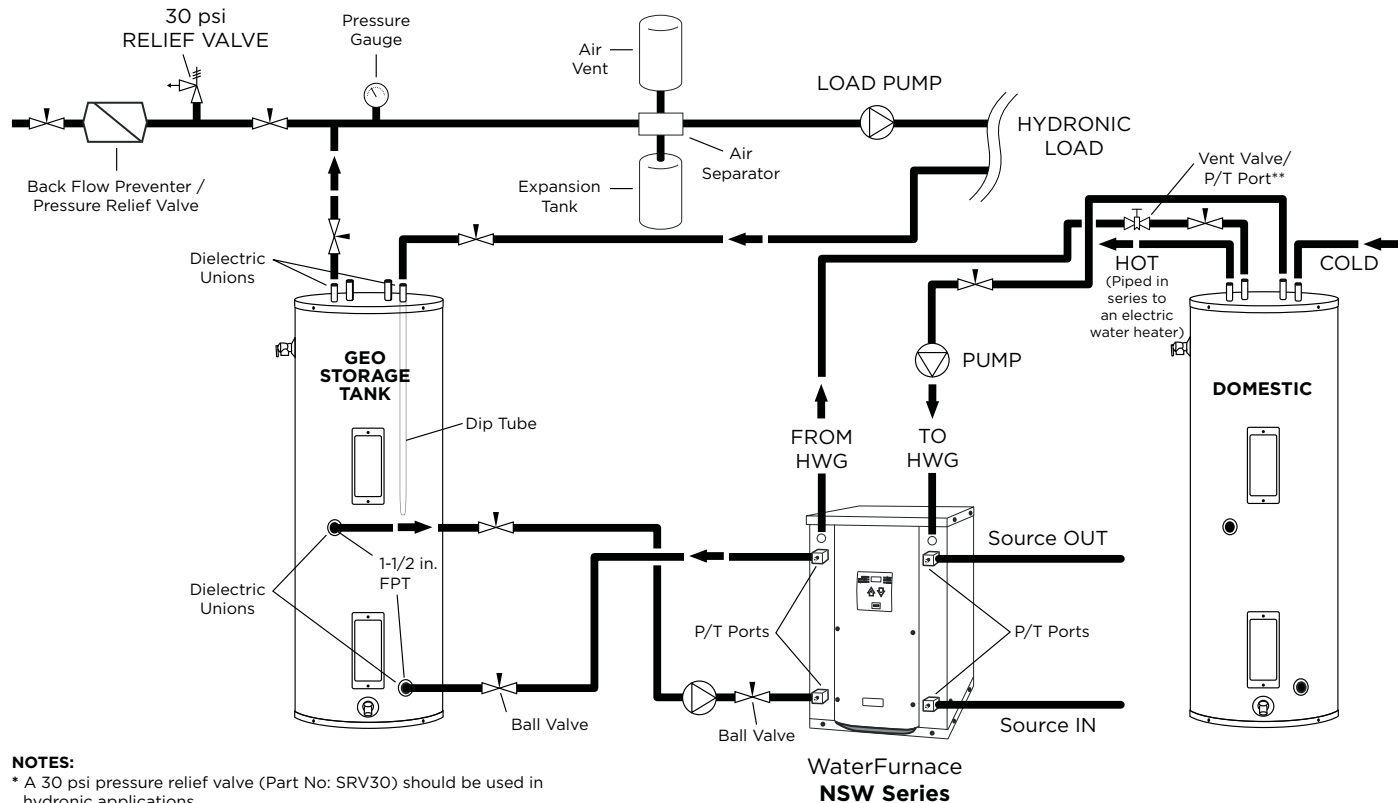 30 psi
RELIEF VALVE
Pressure
Gauge
Air
Vent
LOAD PUMP
HYDRONIC
LOAD
Back Flow Preventer /
Pressure Relief Valve
Air
Separator
Expansion
Tank
Vent Valve/
P/T Port**
Dielectric
Unions
HOT
(Piped in
series to
an electric
water heater)
COLD
GEO
STORAGE
TANK
PUMP
DOMESTIC
Dip Tube
FROM
HWG
TO
HWG
Source OUT
1-1/2 in.
FPT
Dielectric
Unions
P/T Ports
P/T Ports
Ball Valve
Ball Valve
Source IN
NOTES:
* A 30 psi pressure relief valve (Part No: SRV30) should be used in
hydronic applications.
WaterFurnace
NSW Series